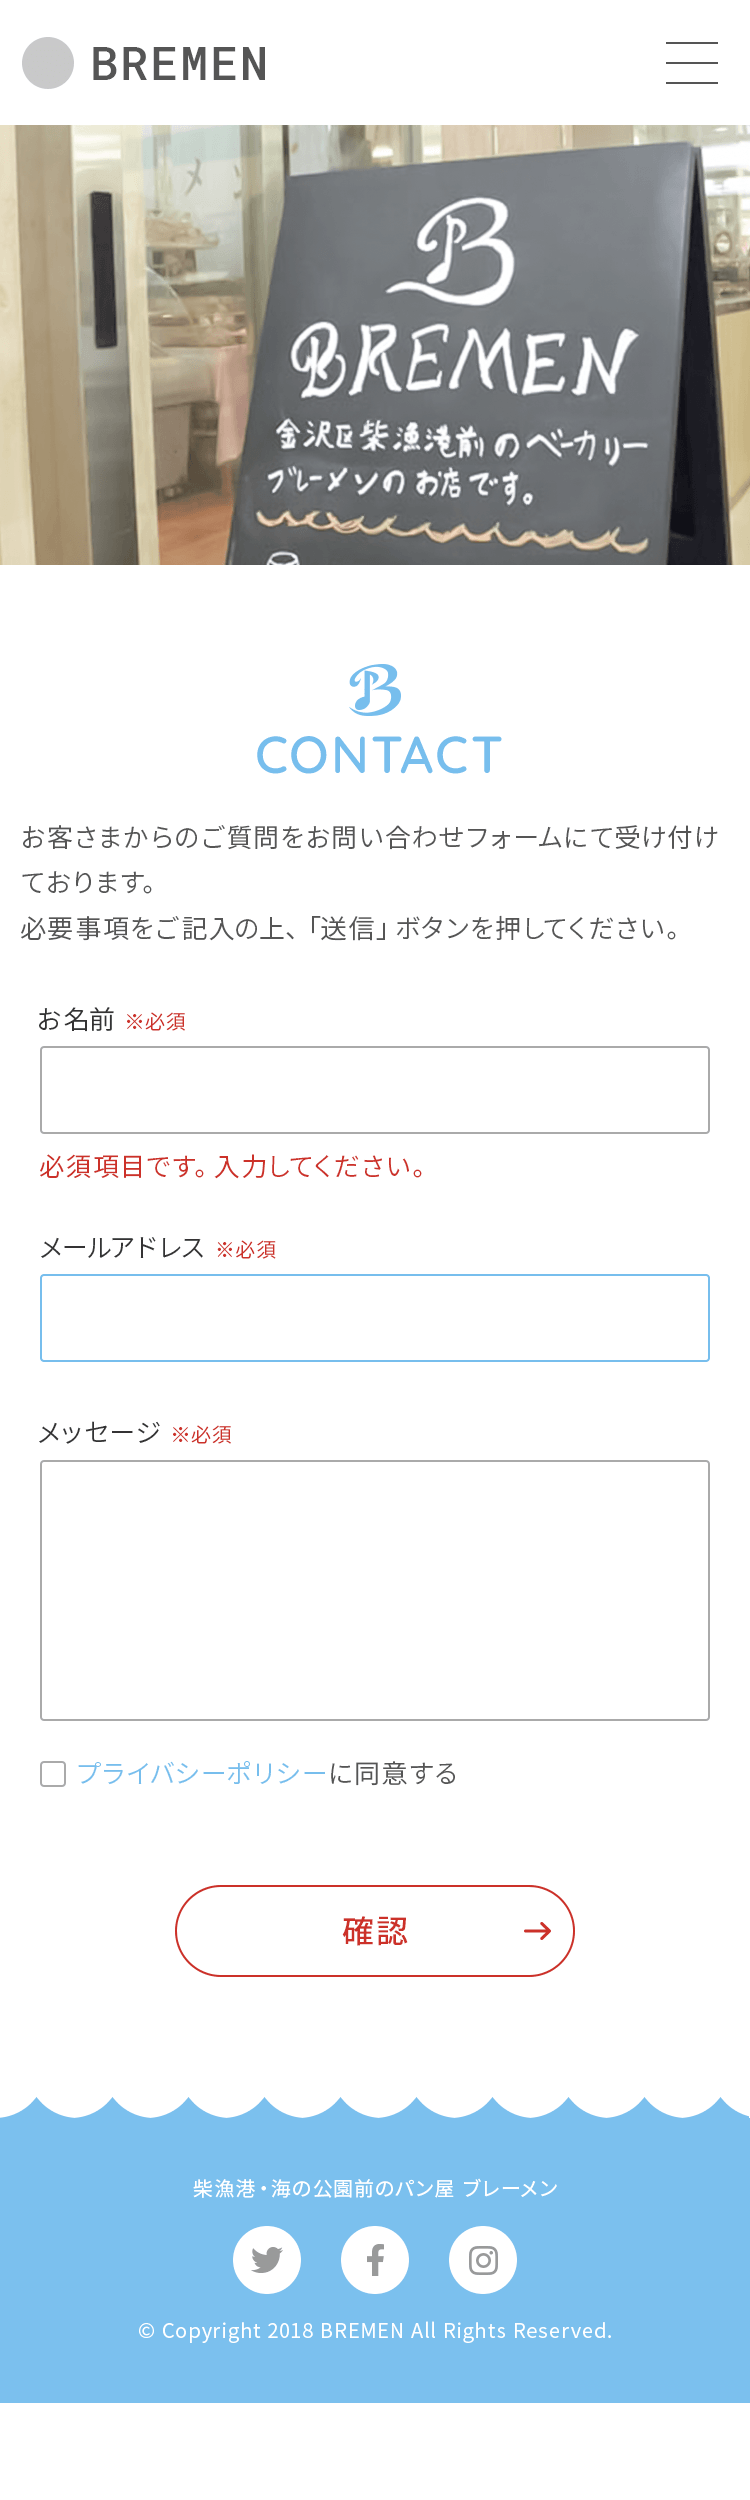 BREMEN
メン
B
BREMEN
金沢区柴漁港前のベーカリー
ブレーメンのお店です。
B
CONTACT
お客さまからのご質問をお問い合わせフォームにて受け付け
ております。
必要事項をご記入の上、「送信」ボタンを押してください。
お名前 ※必須
必須項目です。入力してください。
メールアドレス ※必須
メッセージ ※必須
プライバシーポリシーに同意する
確認
柴漁港・海の公園前のパン屋 ブレーメン
© Copyright 2018 BREMEN All Rights Reserved.